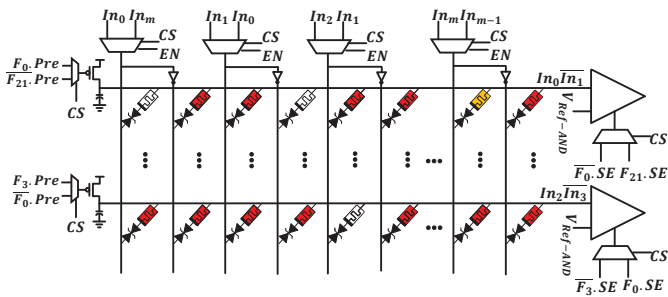 In₀ Inₘ
In₁ In₀
In₂ In₁
Inₘ Inₘ₋₁
CS
EN
CS
EN
CS
EN
CS
EN
F₀.Pre
F̅₂₁.Pre
CS
In₀I̅n̅₁
V_Ref-AND
CS
F̅₀.SE F₂₁.SE
F₃.Pre
F̅₀.Pre
CS
In₂I̅n̅₃
V_Ref-AND
CS
F̅₃.SE F₀.SE